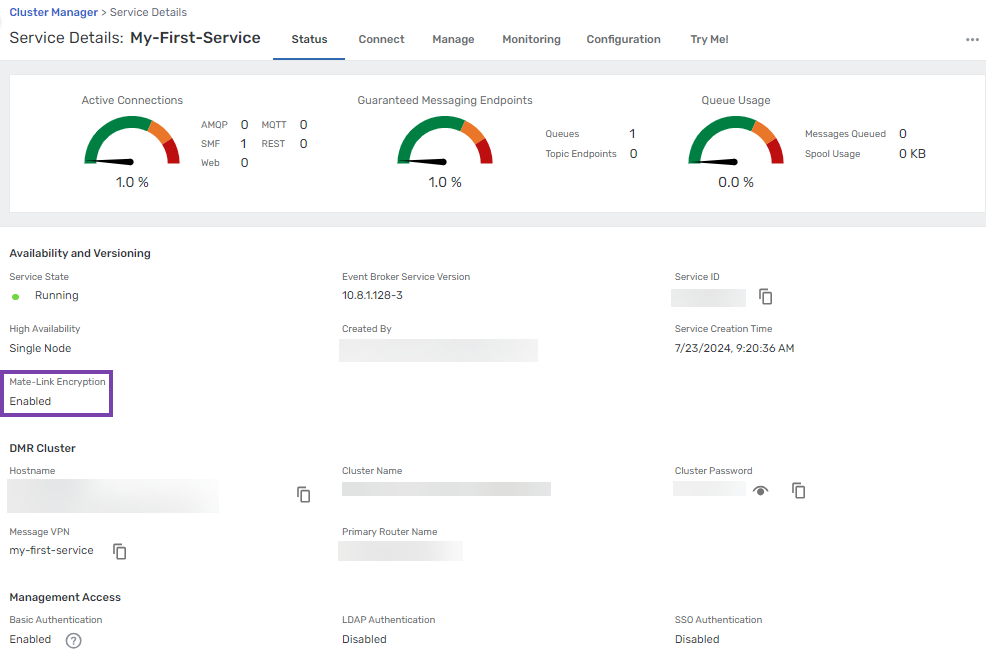 Cluster Manager > Service Details
Service Details: My-First-Service
Status Connect Manage Monitoring Configuration Try Me!
Active Connections
AMQP 0 MQTT 0
SMF 1 REST 0
Web 0
1.0 %
Guaranteed Messaging Endpoints
Queues 1
Topic Endpoints 0
1.0 %
Queue Usage
Messages Queued 0
Spool Usage 0 KB
0.0 %
Availability and Versioning
Service State
Running
Event Broker Service Version
10.8.1.128-3
Service ID
High Availability
Single Node
Created By
Service Creation Time
7/23/2024, 9:20:36 AM
Mate-Link Encryption
Enabled
DMR Cluster
Hostname
Cluster Name
Cluster Password
Message VPN
my-first-service
Primary Router Name
Management Access
Basic Authentication
Enabled ?
LDAP Authentication
Disabled
SSO Authentication
Disabled